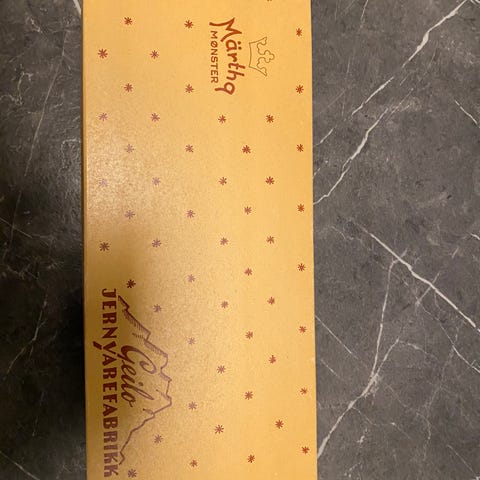 Märtha
MØNSTER
Geilo
JERNVAREFABRIKK